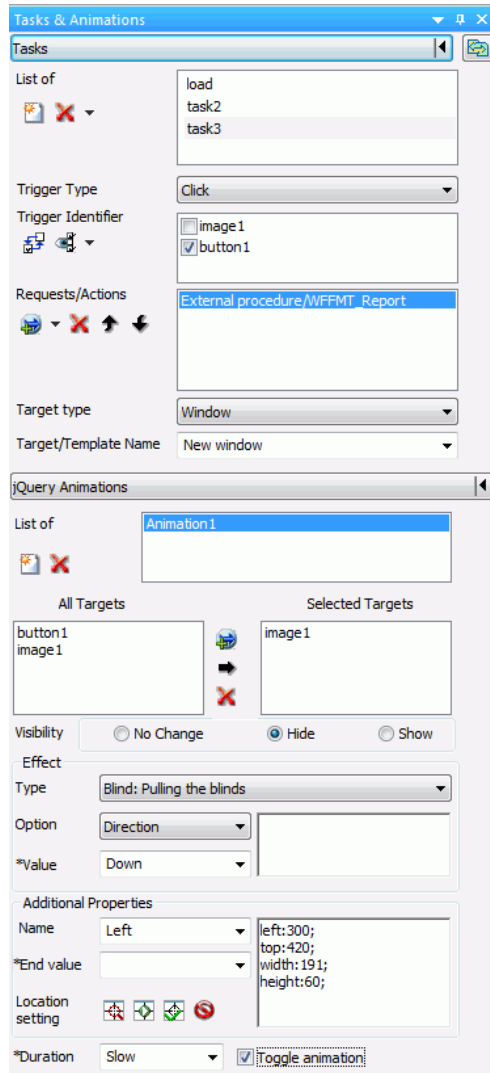 Tasks & Animations
Tasks
List of
load
task2
task3
Trigger Type
Click
Trigger Identifier
image1
button1
Requests/Actions
External procedure/WFFMT_Report
Target type
Window
Target/Template Name
New window
jQuery Animations
List of
Animation1
All Targets
Selected Targets
button1
image1
image1
Visibility
No Change
Hide
Show
Effect
Type
Blind: Pulling the blinds
Option
Direction
*Value
Down
Additional Properties
Name
Left
left:300;
top:420;
width:191;
height:60;
*End value
Location
setting
*Duration
Slow
Toggle animation